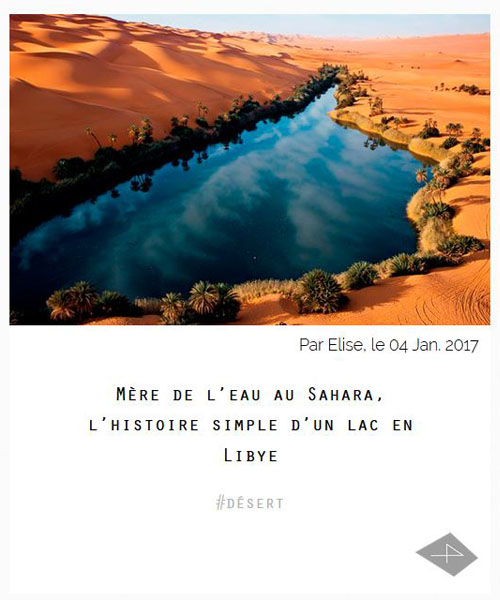 Par Elise, le 04 Jan. 2017
Mère de l'eau au Sahara,
l'histoire simple d'un lac en
Libye
#désert